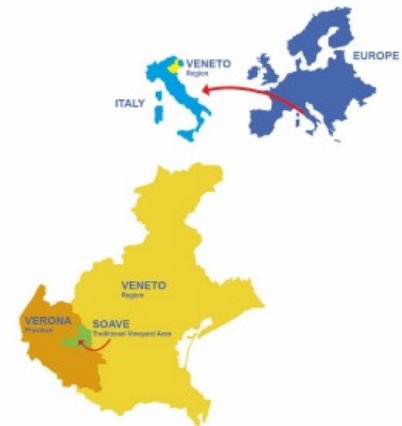 EUROPE
VENETO
Region
ITALY
VENETO
Region
VERONA
Province
SOAVE
Traditional Vineyard Area